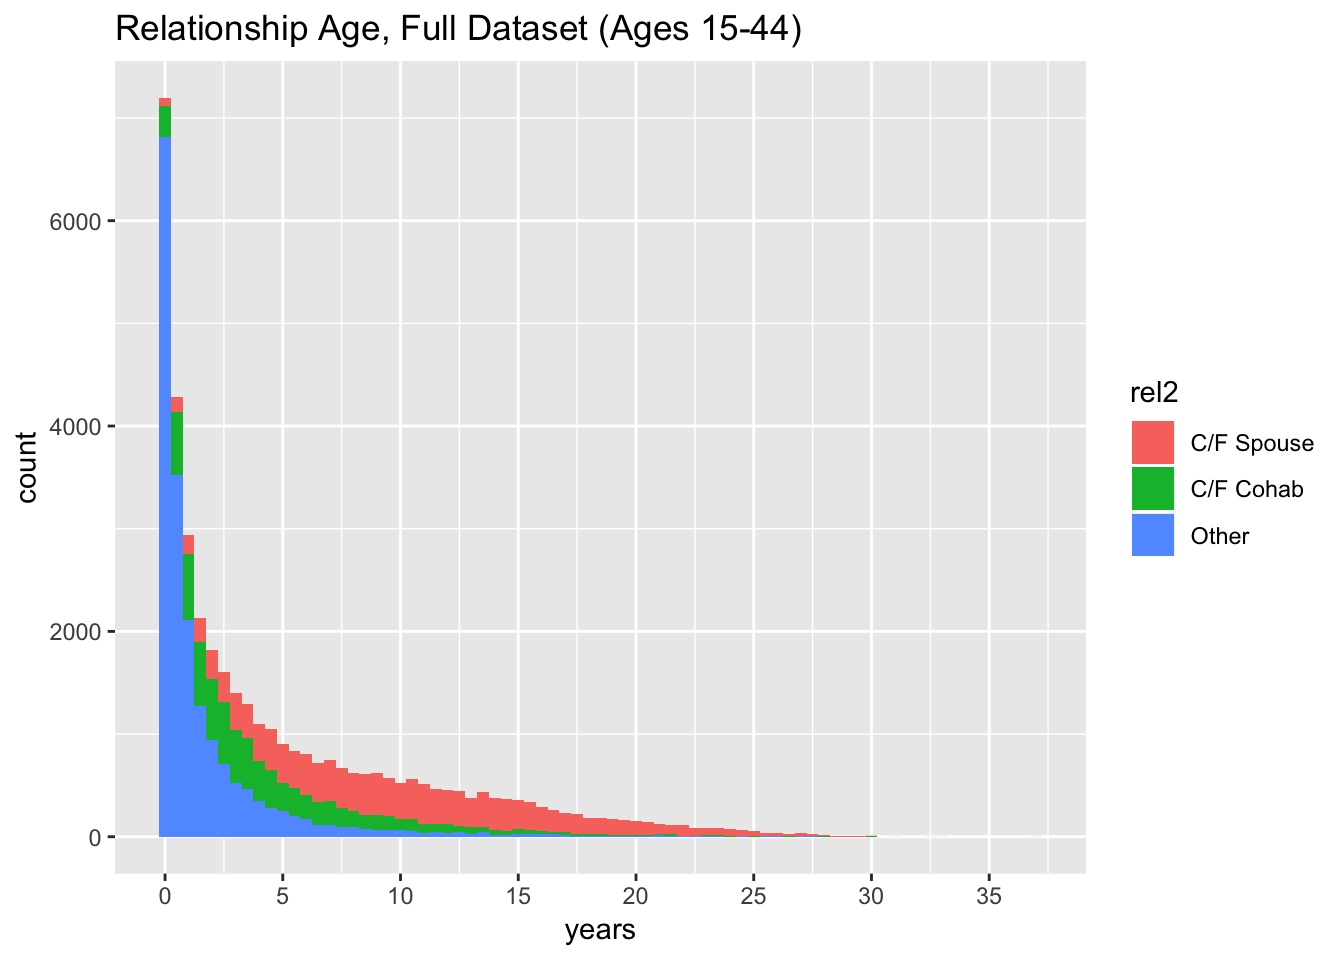 Relationship Age, Full Dataset (Ages 15-44)
6000
4000
2000
0
count
0 5 10 15 20 25 30 35
years
rel2
C/F Spouse
C/F Cohab
Other